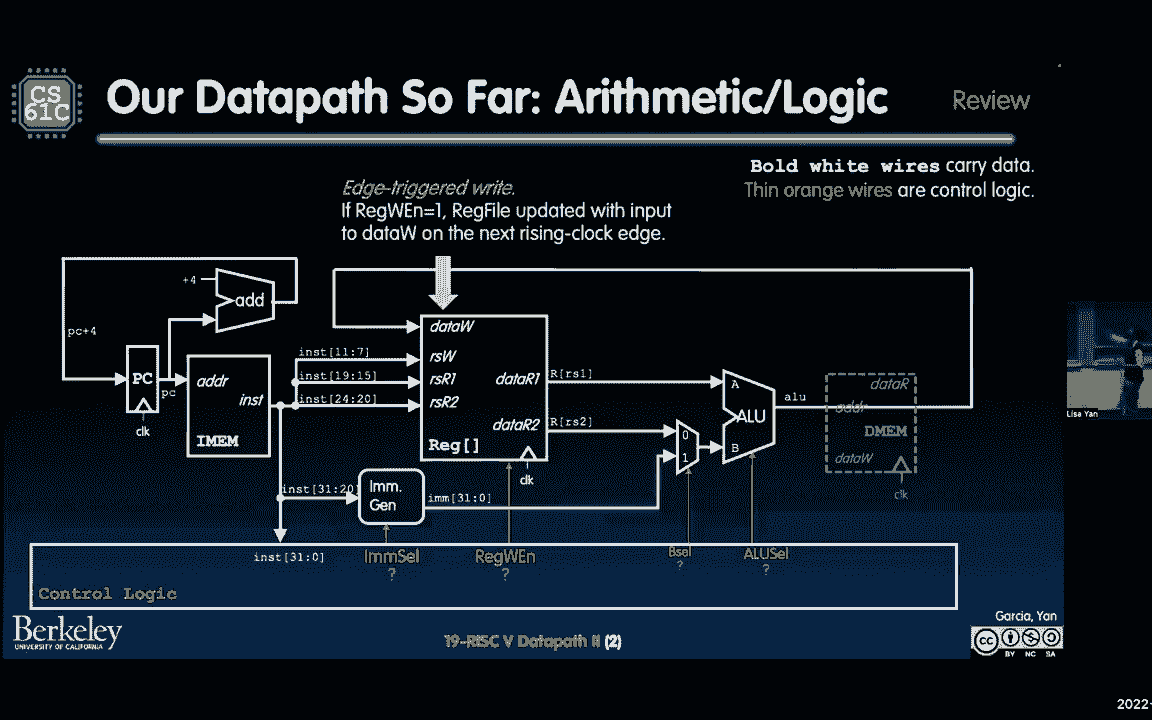 CS
61C
Our Datapath So Far: Arithmetic/Logic
Review
Bold white wires carry data.
Thin orange wires are control logic.
Edge-triggered write.
If RegWEn=1, RegFile updated with input
to dataW on the next rising-clock edge.
+4
add
pc+4
PC
pc
clk
addr
inst
IMEM
inst[11:7]
inst[19:15]
inst[24:20]
dataW
rsW
rsR1
rsR2
dataR1
dataR2
Reg[]
clk
R[rs1]
R[rs2]
0
1
A
ALU
B
alu
dataR
addr
DMEM
dataW
clk
inst[31:20]
Imm.
Gen
imm[31:0]
inst[31:0]
ImmSel
?
RegWEn
?
Bsel
?
ALUSel
?
Control Logic
Berkeley
UNIVERSITY OF CALIFORNIA
19-RISC V Datapath II (2)
Garcia, Yan
cc
BY NC SA
Lisa Yan
2022-